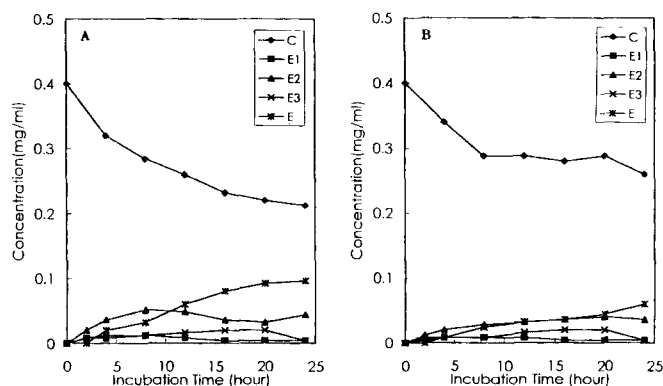 A
C
E1
E2
E3
E
0.5
0.4
0.3
0.2
0.1
0
Concentration(mg/ml)
0 5 10 15 20 25
Incubation Time (hour)
B
C
E1
E2
E3
E
0.5
0.4
0.3
0.2
0.1
0
Concentration(mg/ml)
0 5 10 15 20 25
Incubation Time (hour)